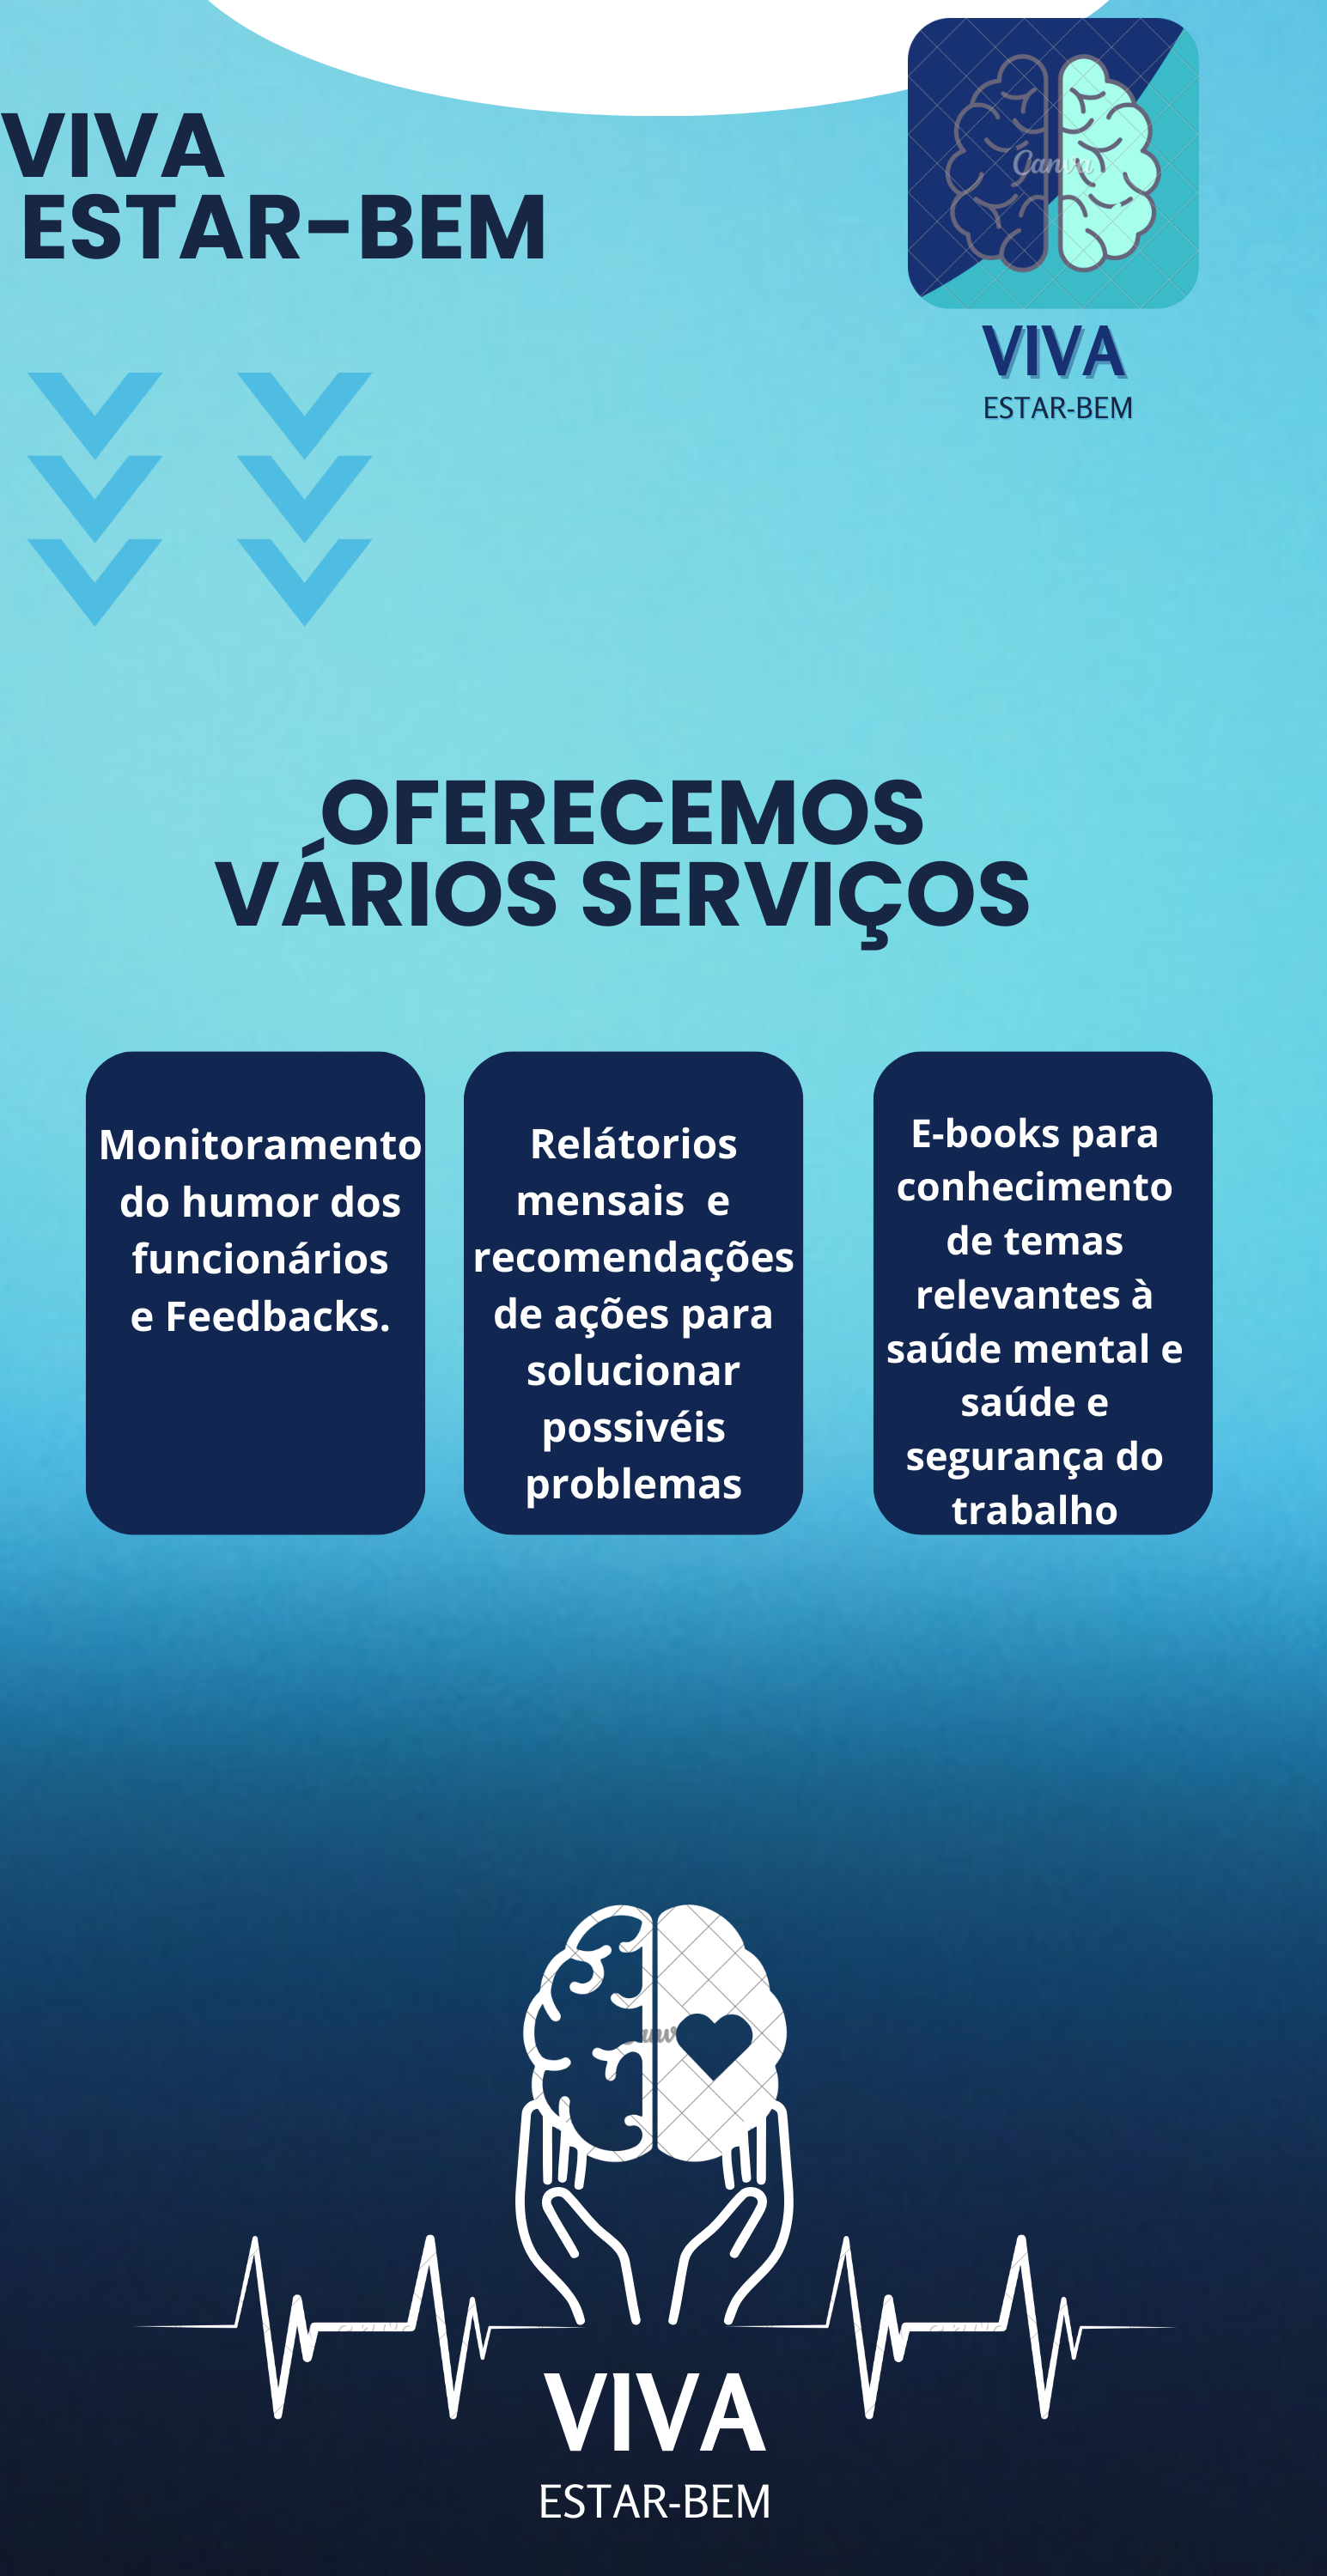 VIVA
ESTAR-BEM
Canva
VIVA
ESTAR-BEM
OFERECEMOS
VÁRIOS SERVIÇOS
Monitoramento
do humor dos
funcionários
e Feedbacks.
Relátorios
mensais e
recomendações
de ações para
solucionar
possivéis
problemas
E-books para
conhecimento
de temas
relevantes à
saúde mental e
saúde e
segurança do
trabalho
VIVA
ESTAR-BEM